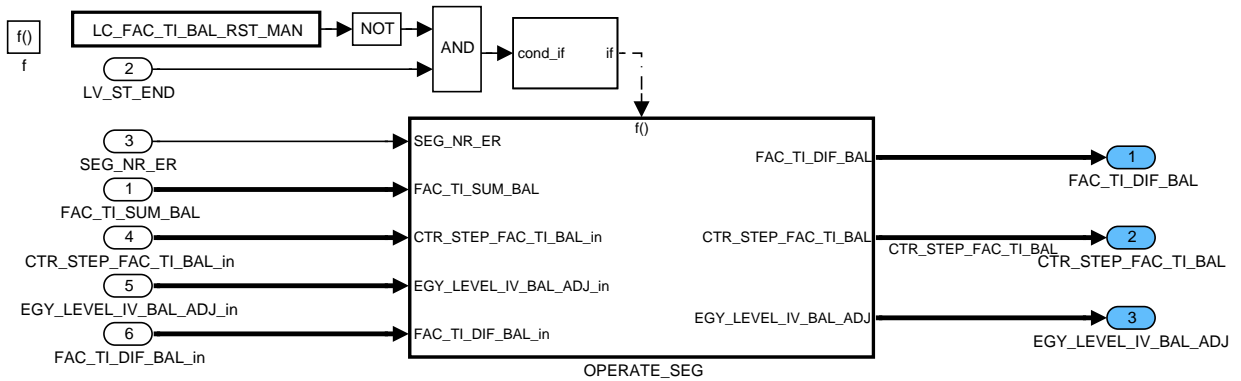 f()
f
LC_FAC_TI_BAL_RST_MAN
NOT
AND
cond_if
if
2
LV_ST_END
f()
3
SEG_NR_ER
1
FAC_TI_SUM_BAL
4
CTR_STEP_FAC_TI_BAL_in
5
EGY_LEVEL_IV_BAL_ADJ_in
6
FAC_TI_DIF_BAL_in
SEG_NR_ER
FAC_TI_SUM_BAL
CTR_STEP_FAC_TI_BAL_in
EGY_LEVEL_IV_BAL_ADJ_in
FAC_TI_DIF_BAL_in
FAC_TI_DIF_BAL
CTR_STEP_FAC_TI_BAL
EGY_LEVEL_IV_BAL_ADJ
OPERATE_SEG
1
FAC_TI_DIF_BAL
CTR_STEP_FAC_TI_BAL
2
CTR_STEP_FAC_TI_BAL
3
EGY_LEVEL_IV_BAL_ADJ